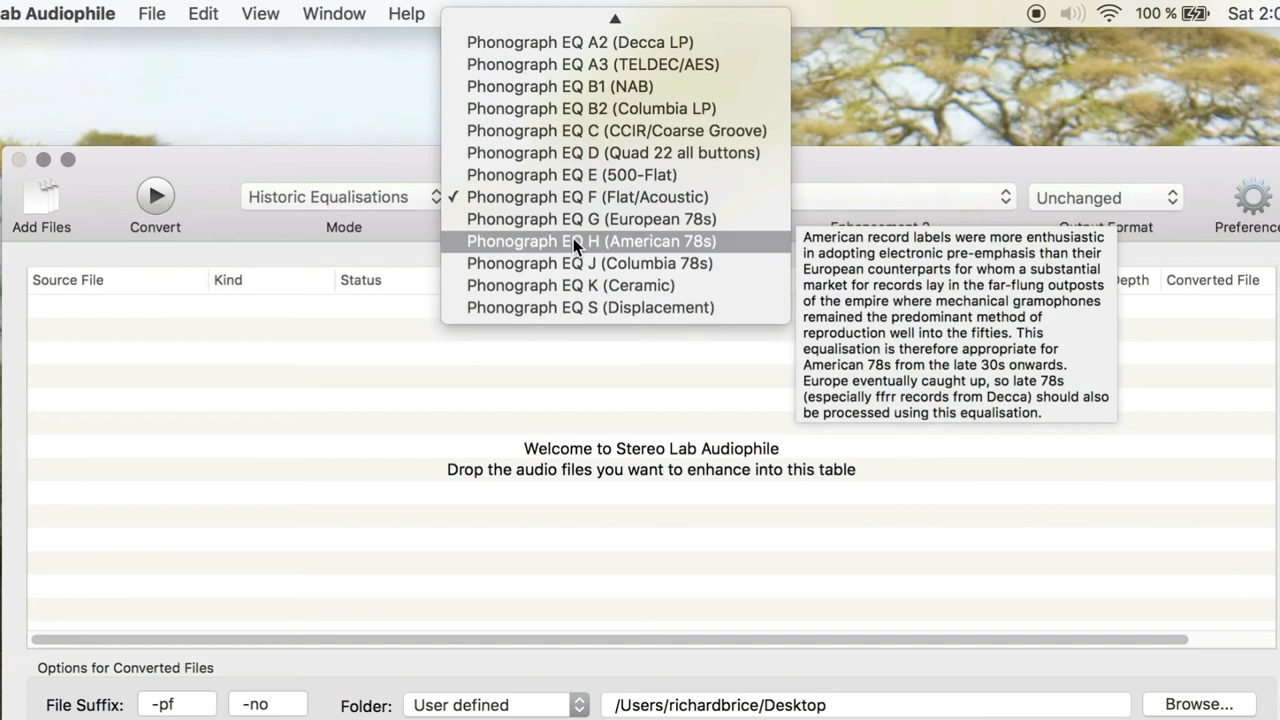 ab Audiophile File Edit View Window Help 100 % Sat 2:0
Phonograph EQ A2 (Decca LP)
Phonograph EQ A3 (TELDEC/AES)
Phonograph EQ B1 (NAB)
Phonograph EQ B2 (Columbia LP)
Phonograph EQ C (CCIR/Coarse Groove)
Phonograph EQ D (Quad 22 all buttons)
Phonograph EQ E (500-Flat)
✓ Phonograph EQ F (Flat/Acoustic)
Phonograph EQ G (European 78s)
Phonograph EQ H (American 78s)
Phonograph EQ J (Columbia 78s)
Phonograph EQ K (Ceramic)
Phonograph EQ S (Displacement)
Historic Equalisations Unchanged
Add Files Convert Mode Preferenc
American record labels were more enthusiastic
in adopting electronic pre-emphasis than their
European counterparts for whom a substantial
market for records lay in the far-flung outposts
of the empire where mechanical gramophones
remained the predominant method of
reproduction well into the fifties. This
equalisation is therefore appropriate for
American 78s from the late 30s onwards.
Europe eventually caught up, so late 78s
(especially ffrr records from Decca) should also
be processed using this equalisation.
Source File Kind Status Depth Converted File
Welcome to Stereo Lab Audiophile
Drop the audio files you want to enhance into this table
Options for Converted Files
File Suffix: -pf -no Folder: User defined /Users/richardbrice/Desktop Browse...